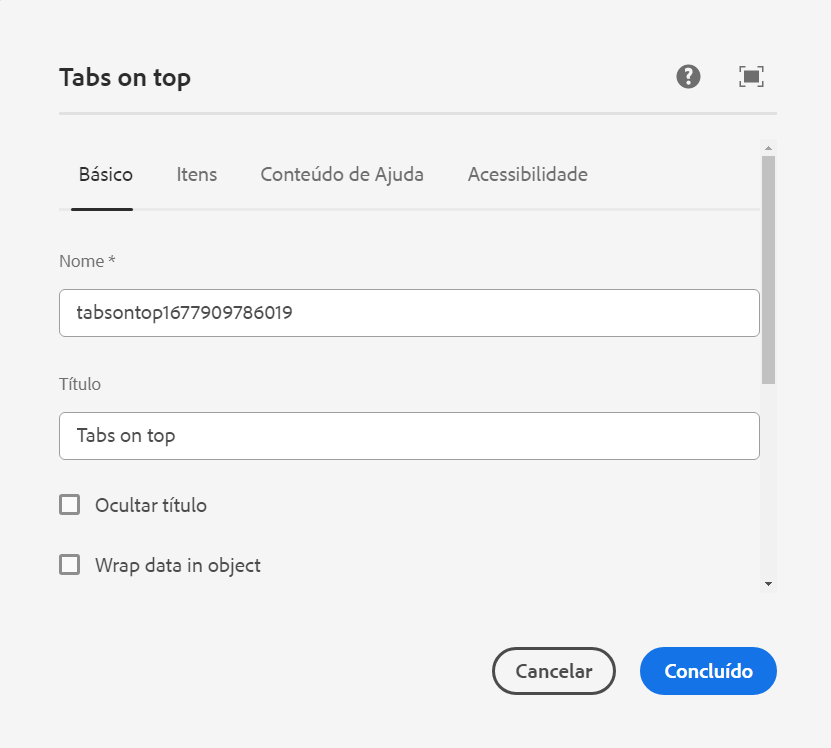 Tabs on top
Básico Itens Conteúdo de Ajuda Acessibilidade
Nome *
tabsontop1677909786019
Título
Tabs on top
Ocultar título
Wrap data in object
Cancelar Concluído